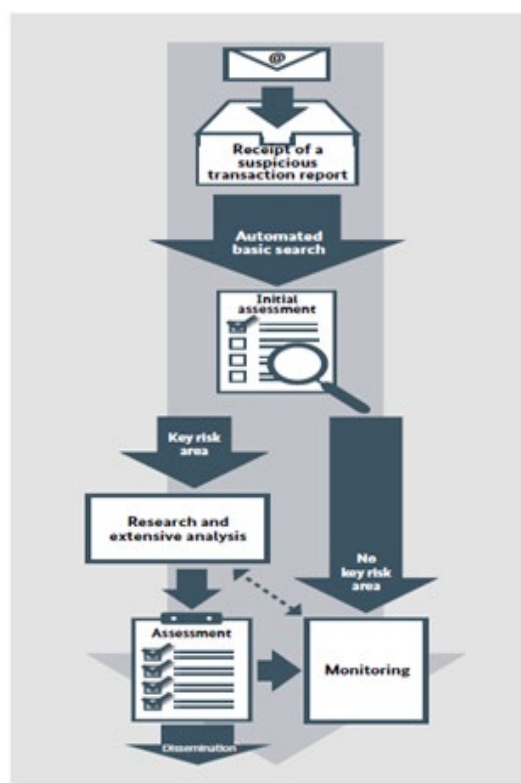 @
Receipt of a
suspicious
transaction report
Automated
basic search
Initial
assessment
Key risk
area
Research and
extensive analysis
No
key risk
area
Assessment
Monitoring
Dissemination